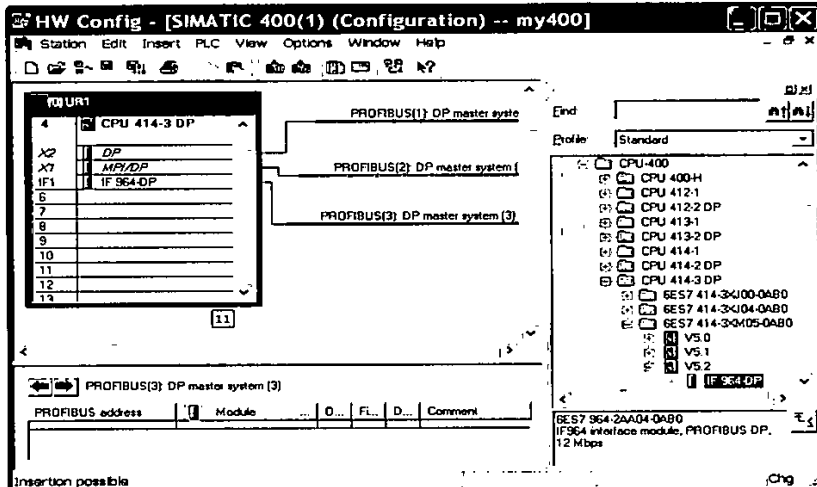 HW Config - [SIMATIC 400(1) (Configuration) -- my400]
Station Edit Insert PLC View Options Window Help
(0) UR1
4 CPU 414-3 DP
X2 DP
X1 MPI/DP
IF1 IF 964-DP
6
7
8
9
10
11
12
13
PROFIBUS(1): DP master syste
PROFIBUS(2): DP master system (
PROFIBUS(3): DP master system (3)
11
PROFIBUS(3): DP master system (3)
PROFIBUS address Module ... O... Fi... D... Comment
Find:
Profile: Standard
CPU-400
CPU 400-H
CPU 412-1
CPU 412-2 DP
CPU 413-1
CPU 413-2 DP
CPU 414-1
CPU 414-2 DP
CPU 414-3 DP
6ES7 414-3XJ00-0AB0
6ES7 414-3XJ04-0AB0
6ES7 414-3XM05-0AB0
V5.0
V5.1
V5.2
IF 964-DP
6ES7 964-2AA04-0AB0
IF964 interface module, PROFIBUS DP,
12 Mbps
Insertion possible
Chg